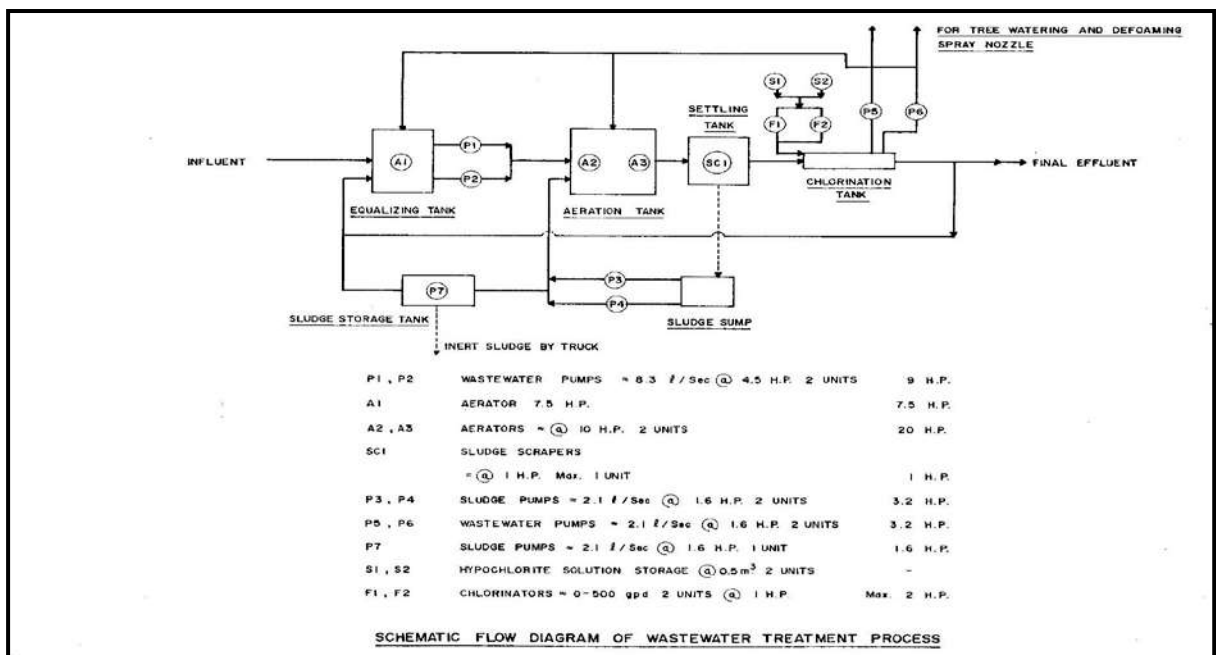 FOR TREE WATERING AND DEFOAMING
SPRAY NOZZLE
S1
S2
SETTLING
TANK
F1
F2
P5
P6
INFLUENT
A1
P1
P2
A2
A3
SC1
FINAL EFFLUENT
CHLORINATION
TANK
EQUALIZING TANK
AERATION TANK
P3
P4
P7
SLUDGE STORAGE TANK
SLUDGE SUMP
INERT SLUDGE BY TRUCK
P1, P2 WASTEWATER PUMPS = 8.3 l/Sec @ 4.5 H.P. 2 UNITS 9 H.P.
A1 AERATOR 7.5 H.P. 7.5 H.P.
A2, A3 AERATORS = @ 10 H.P. 2 UNITS 20 H.P.
SC1 SLUDGE SCRAPERS
= @ 1 H.P. Max. 1 UNIT 1 H.P.
P3, P4 SLUDGE PUMPS = 2.1 l/Sec @ 1.6 H.P. 2 UNITS 3.2 H.P.
P5, P6 WASTEWATER PUMPS = 2.1 l/Sec @ 1.6 H.P. 2 UNITS 3.2 H.P.
P7 SLUDGE PUMPS = 2.1 l/Sec @ 1.6 H.P. 1 UNIT 1.6 H.P.
S1, S2 HYPOCHLORITE SOLUTION STORAGE @ 0.5m³ 2 UNITS -
F1, F2 CHLORINATORS = 0-500 gpd 2 UNITS @ 1 H.P Max. 2 H.P.
SCHEMATIC FLOW DIAGRAM OF WASTEWATER TREATMENT PROCESS